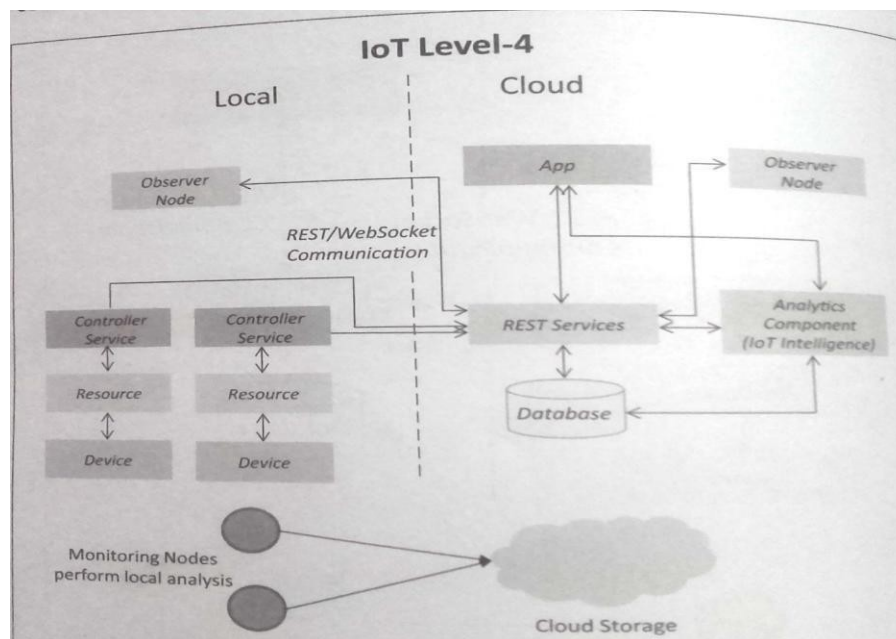 IoT Level-4
Local
Cloud
Observer
Node
App
Observer
Node
REST/WebSocket
Communication
Controller
Service
Controller
Service
REST Services
Analytics
Component
(IoT Intelligence)
Resource
Resource
Database
Device
Device
Monitoring Nodes
perform local analysis
Cloud Storage